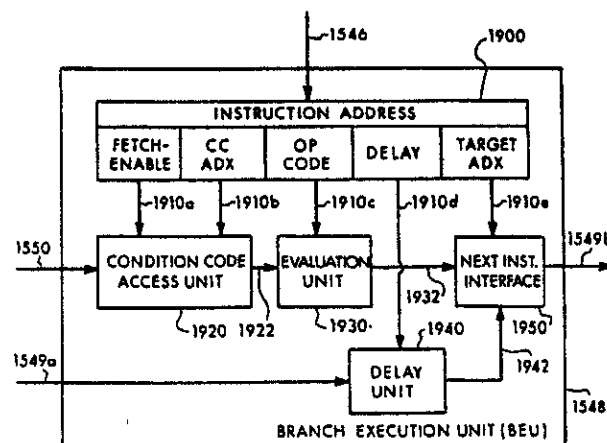 1546
1900
INSTRUCTION ADDRESS
FETCH-
ENABLE
CC
ADX
OP
CODE
DELAY
TARGET
ADX
1910a
1910b
1910c
1910d
1910e
1550
CONDITION CODE
ACCESS UNIT
EVALUATION
UNIT
NEXT INST.
INTERFACE
1549b
1922
1932
1920
1930
1940
1950
1549a
DELAY
UNIT
1942
1548
BRANCH EXECUTION UNIT (BEU)